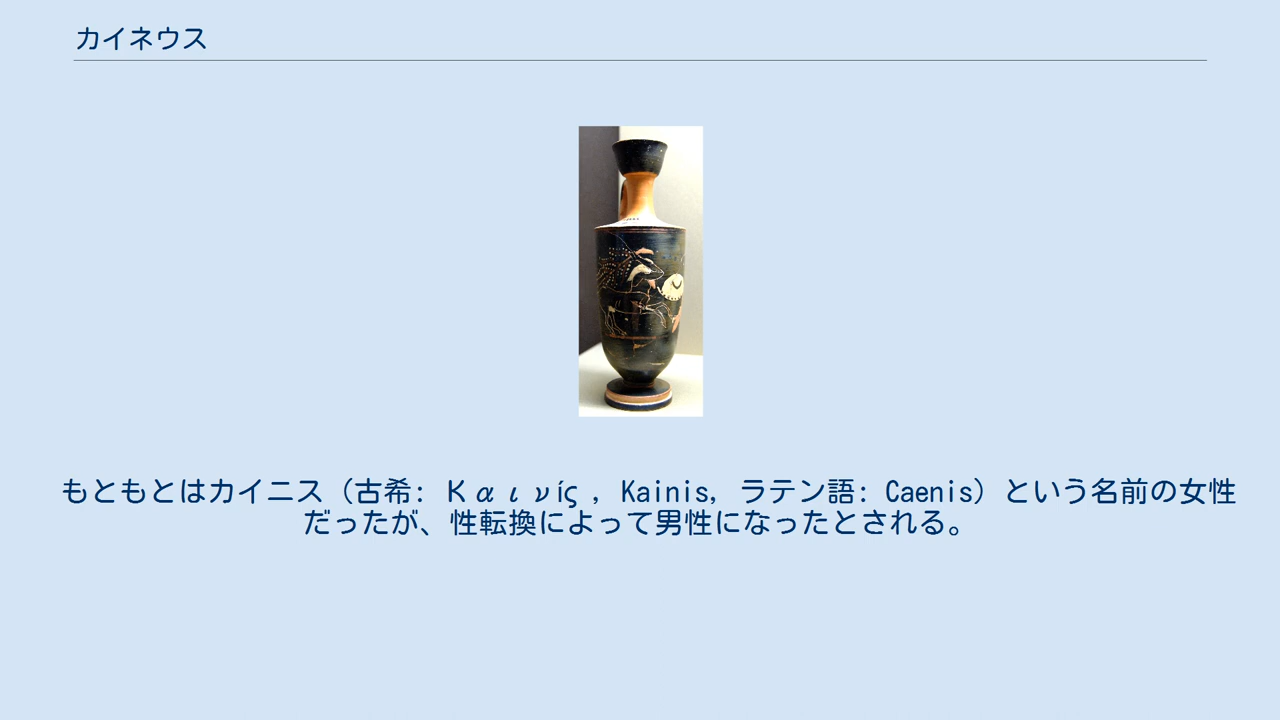 カイネウス
もともとはカイニス（古希: Καινίς, Kainis, ラテン語: Caenis）という名前の女性
だったが、性転換によって男性になったとされる。